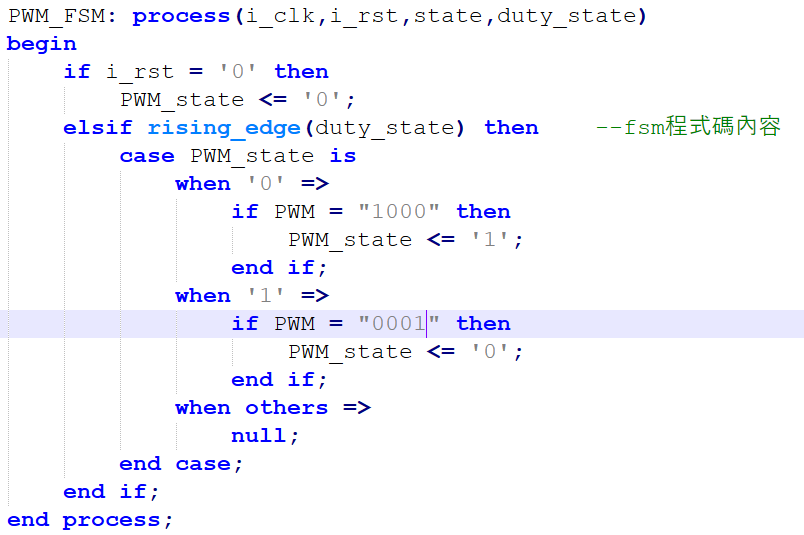 PWM_FSM: process(i_clk,i_rst,state,duty_state)
begin
    if i_rst = '0' then
        PWM_state <= '0';
    elsif rising_edge(duty_state) then    --fsm程式碼內容
        case PWM_state is
            when '0' =>
                if PWM = "1000" then
                    PWM_state <= '1';
                end if;
            when '1' =>
                if PWM = "0001" then
                    PWM_state <= '0';
                end if;
            when others =>
                null;
        end case;
    end if;
end process;